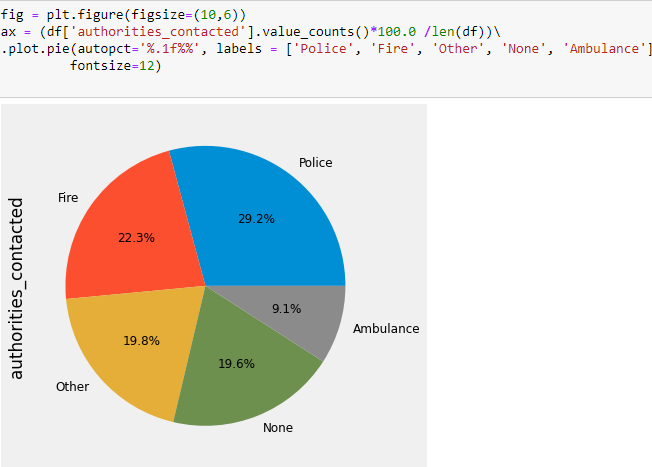 fig = plt.figure(figsize=(10,6))
ax = (df['authorities_contacted'].value_counts()*100.0 /len(df))\
.plot.pie(autopct='%.1f%%', labels = ['Police', 'Fire', 'Other', 'None', 'Ambulance']
fontsize=12)
Police
Fire
29.2%
22.3%
authorities_contacted
9.1%
Ambulance
19.8%
19.6%
Other
None